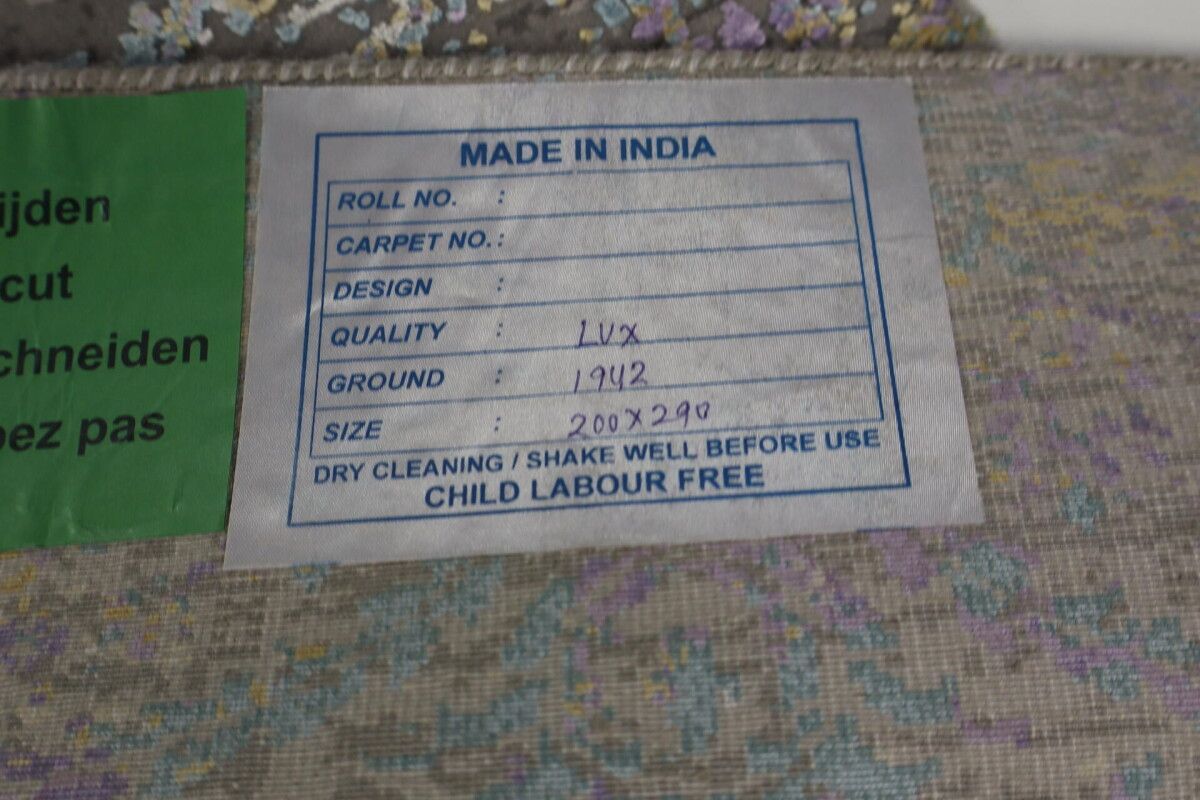 ijden
cut
chneiden
ez pas
MADE IN INDIA
ROLL NO. :
CARPET NO. :
DESIGN :
QUALITY : LUX
GROUND : 1942
SIZE : 200X290
DRY CLEANING / SHAKE WELL BEFORE USE
CHILD LABOUR FREE